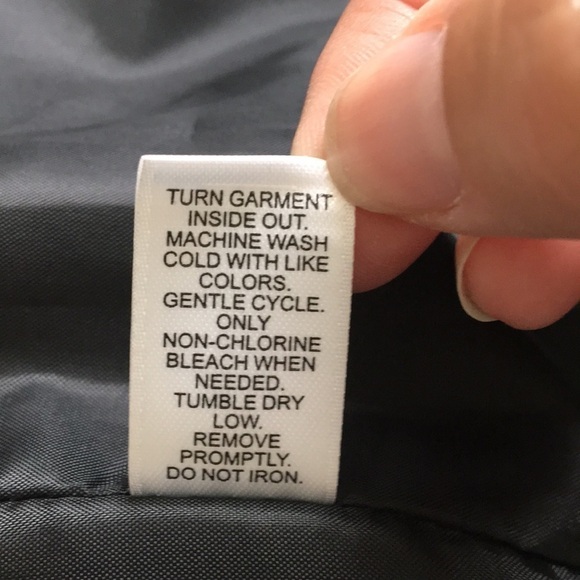 TURN GARMENT
INSIDE OUT.
MACHINE WASH
COLD WITH LIKE
COLORS.
GENTLE CYCLE.
ONLY
NON-CHLORINE
BLEACH WHEN
NEEDED.
TUMBLE DRY
LOW.
REMOVE
PROMPTLY.
DO NOT IRON.